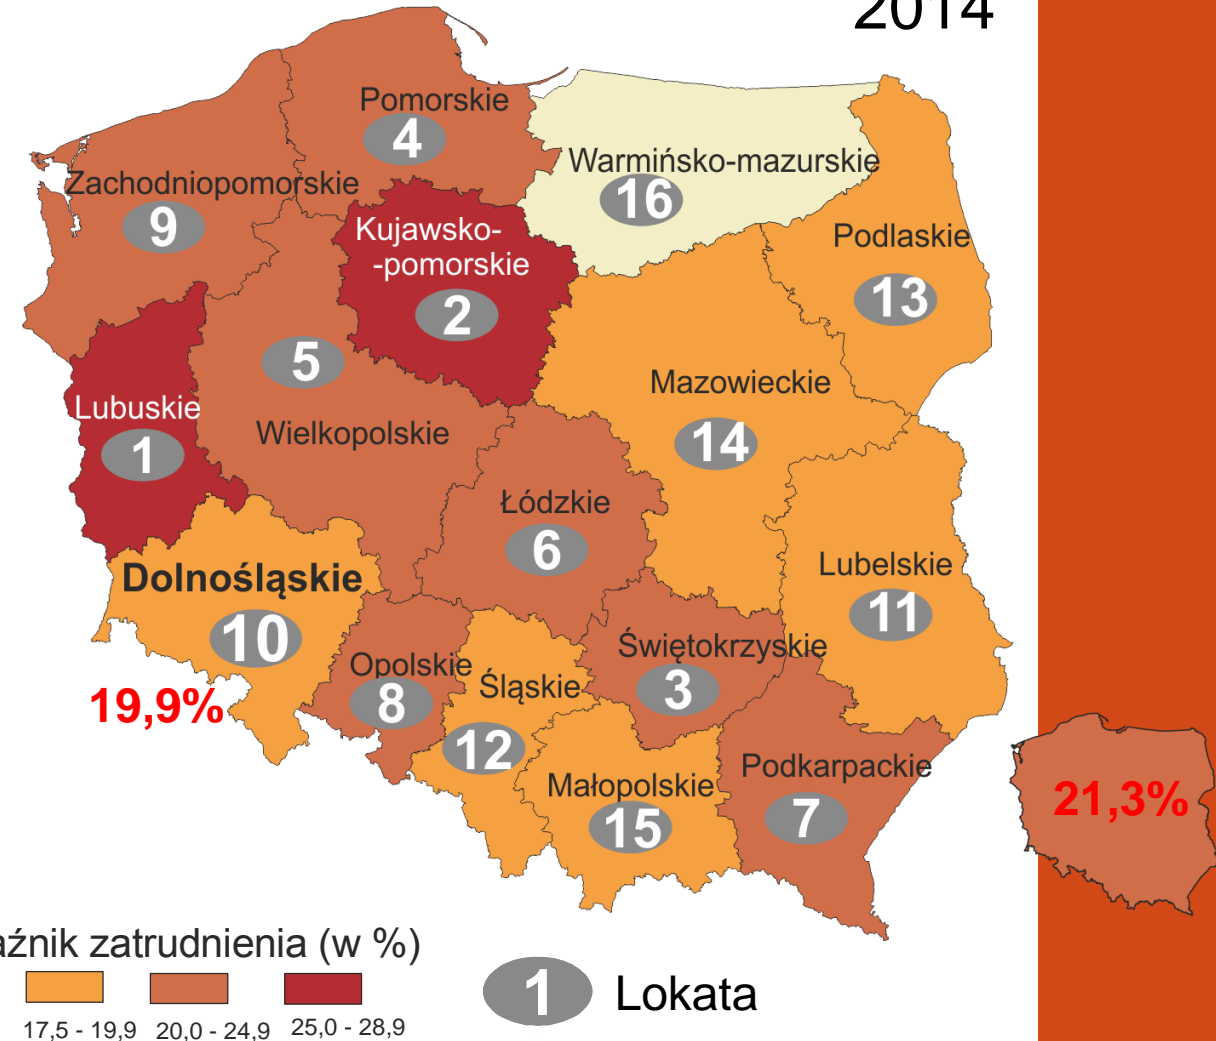 2014
Pomorskie
4
Warmińsko-mazurskie
16
Zachodniopomorskie
9
Kujawsko-
-pomorskie
2
Podlaskie
13
5
Wielkopolskie
Mazowieckie
14
Lubuskie
1
Łódzkie
6
Dolnośląskie
10
19,9%
Lubelskie
11
Opolskie
8
Śląskie
12
Świętokrzyskie
3
Małopolskie
15
Podkarpackie
7
21,3%
zatrudnienia (w %)
17,5 - 19,9 20,0 - 24,9 25,0 - 28,9
1 Lokata